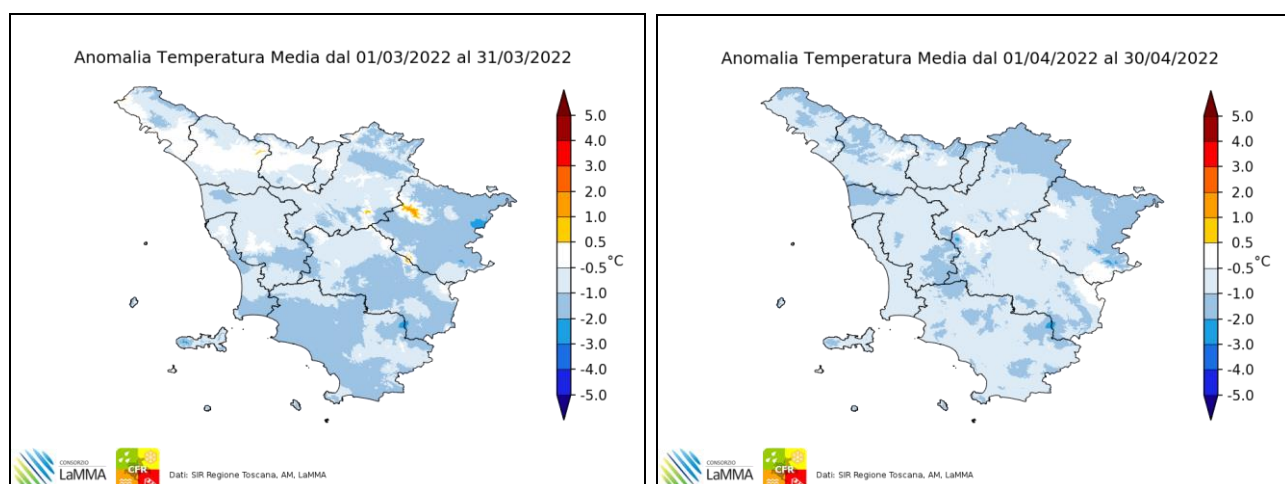 Anomalia Temperatura Media dal 01/03/2022 al 31/03/2022
5.0
4.0
3.0
2.0
1.0
0.5
°C
-0.5
-1.0
-2.0
-3.0
-4.0
-5.0
CONSORZIO
LaMMA
CFR
Dati: SIR Regione Toscana, AM, LaMMA
Anomalia Temperatura Media dal 01/04/2022 al 30/04/2022
5.0
4.0
3.0
2.0
1.0
0.5
°C
-0.5
-1.0
-2.0
-3.0
-4.0
-5.0
CONSORZIO
LaMMA
CFR
Dati: SIR Regione Toscana, AM, LaMMA